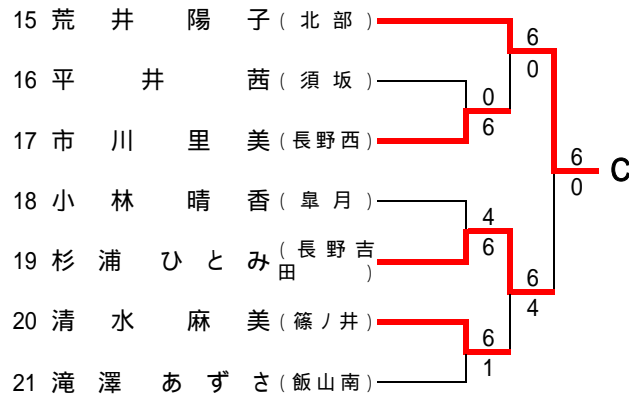 15 荒井陽子 (北部)
6
0
16 平井茜 (須坂)
0
6
17 市川里美 (長野西)
6
0
C
18 小林晴香 (皐月)
4
6
19 杉浦ひとみ (長野吉
田)
6
4
20 清水麻美 (篠ノ井)
6
1
21 滝澤あずさ (飯山南)